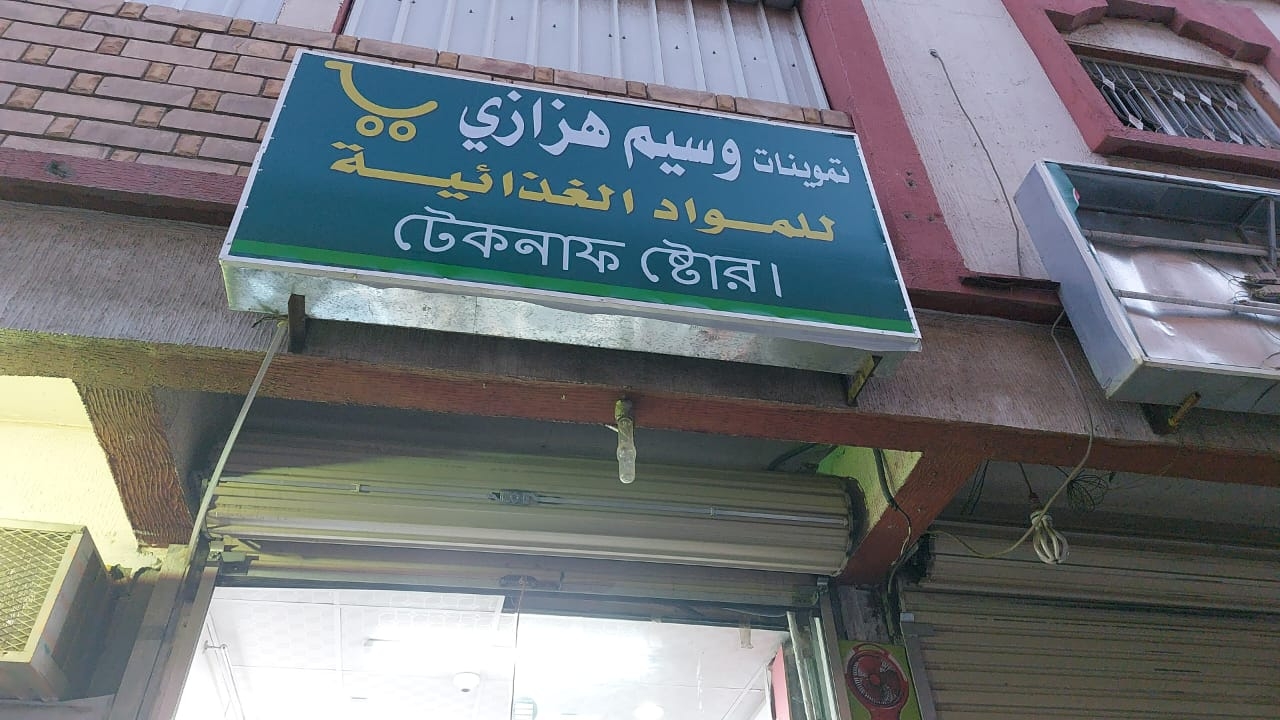 تموينات وسيم هزازي
للمواد الغذائية
টেকনাফ ষ্টোর।